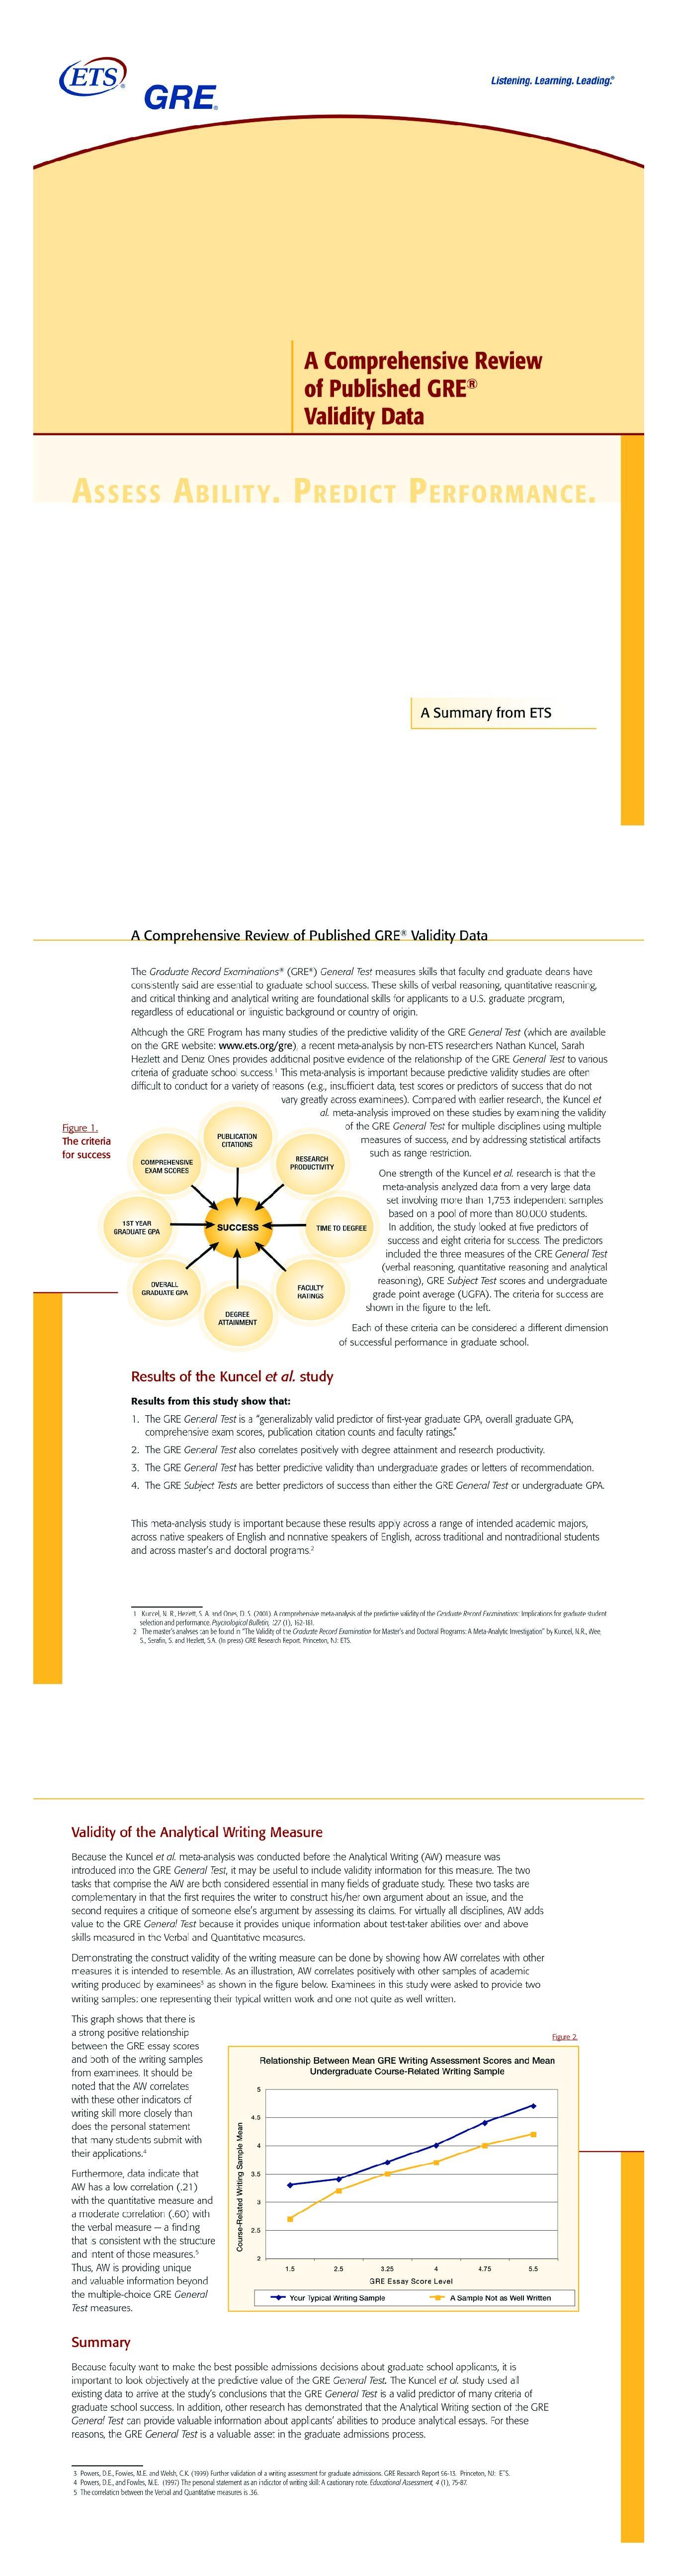 ETS®
GRE®
Listening. Learning. Leading.®
A Comprehensive Review
of Published GRE®
Validity Data
ASSESS ABILITY. PREDICT PERFORMANCE.
A Summary from ETS
A Comprehensive Review of Published GRE® Validity Data
The Graduate Record Examinations® (GRE®) General Test measures skills that faculty and graduate deans have
consistently said are essential to graduate school success. These skills of verbal reasoning, quantitative reasoning,
and critical thinking and analytical writing are foundational skills for applicants to a U.S. graduate program,
regardless of educational or linguistic background or country of origin.
Although the GRE Program has many studies of the predictive validity of the GRE General Test (which are available
on the GRE website: www.ets.org/gre), a recent meta-analysis by non-ETS researchers Nathan Kuncel, Sarah
Hezlett and Deniz Ones provides additional positive evidence of the relationship of the GRE General Test to various
criteria of graduate school success.1 This meta-analysis is important because predictive validity studies are often
difficult to conduct for a variety of reasons (e.g., insufficient data, test scores or predictors of success that do not
vary greatly across examinees). Compared with earlier research, the Kuncel et
al. meta-analysis improved on these studies by examining the validity
of the GRE General Test for multiple disciplines using multiple
measures of success, and by addressing statistical artifacts
such as range restriction.
Figure 1.
The criteria
for success
PUBLICATION
CITATIONS
RESEARCH
PRODUCTIVITY
COMPREHENSIVE
EXAM SCORES
1ST YEAR
GRADUATE GPA
SUCCESS
TIME TO DEGREE
OVERALL
GRADUATE GPA
FACULTY
RATINGS
DEGREE
ATTAINMENT
One strength of the Kuncel et al. research is that the
meta-analysis analyzed data from a very large data
set involving more than 1,753 independent samples
based on a pool of more than 80,000 students.
In addition, the study looked at five predictors of
success and eight criteria for success. The predictors
included the three measures of the GRE General Test
(verbal reasoning, quantitative reasoning and analytical
reasoning), GRE Subject Test scores and undergraduate
grade point average (UGPA). The criteria for success are
shown in the figure to the left.
Each of these criteria can be considered a different dimension
of successful performance in graduate school.
Results of the Kuncel et al. study
Results from this study show that:
1. The GRE General Test is a “generalizably valid predictor of first-year graduate GPA, overall graduate GPA,
comprehensive exam scores, publication citation counts and faculty ratings.”
2. The GRE General Test also correlates positively with degree attainment and research productivity.
3. The GRE General Test has better predictive validity than undergraduate grades or letters of recommendation.
4. The GRE Subject Tests are better predictors of success than either the GRE General Test or undergraduate GPA.
This meta-analysis study is important because these results apply across a range of intended academic majors,
across native speakers of English and nonnative speakers of English, across traditional and nontraditional students
and across master's and doctoral programs.2
1 Kuncel, N. R., Hezlett, S. A. and Ones, D. S. (2001). A comprehensive meta-analysis of the predictive validity of the Graduate Record Examinations: Implications for graduate student
selection and performance. Psychological Bulletin, 127 (1), 162-181.
2 The master's analyses can be found in “The Validity of the Graduate Record Examination for Master's and Doctoral Programs: A Meta-Analytic Investigation” by Kuncel, N.R., Wee,
S., Serafin, S. and Hezlett, S.A. (In press) GRE Research Report. Princeton, NJ: ETS.
Validity of the Analytical Writing Measure
Because the Kuncel et al. meta-analysis was conducted before the Analytical Writing (AW) measure was
introduced into the GRE General Test, it may be useful to include validity information for this measure. The two
tasks that comprise the AW are both considered essential in many fields of graduate study. These two tasks are
complementary in that the first requires the writer to construct his/her own argument about an issue, and the
second requires a critique of someone else's argument by assessing its claims. For virtually all disciplines, AW adds
value to the GRE General Test because it provides unique information about test-taker abilities over and above
skills measured in the Verbal and Quantitative measures.
Demonstrating the construct validity of the writing measure can be done by showing how AW correlates with other
measures it is intended to resemble. As an illustration, AW correlates positively with other samples of academic
writing produced by examinees3 as shown in the figure below. Examinees in this study were asked to provide two
writing samples: one representing their typical written work and one not quite as well written.
This graph shows that there is
a strong positive relationship
between the GRE essay scores
and both of the writing samples
from examinees. It should be
noted that the AW correlates
with these other indicators of
writing skill more closely than
does the personal statement
that many students submit with
their applications.4
Furthermore, data indicate that
AW has a low correlation (.21)
with the quantitative measure and
a moderate correlation (.60) with
the verbal measure — a finding
that is consistent with the structure
and intent of those measures.5
Thus, AW is providing unique
and valuable information beyond
the multiple-choice GRE General
Test measures.
Figure 2.
Relationship Between Mean GRE Writing Assessment Scores and Mean
Undergraduate Course-Related Writing Sample
Course-Related Writing Sample Mean
5
4.5
4
3.5
3
2.5
2
1.5 2.5 3.25 4 4.75 5.5
GRE Essay Score Level
Your Typical Writing Sample A Sample Not as Well Written
Summary
Because faculty want to make the best possible admissions decisions about graduate school applicants, it is
important to look objectively at the predictive value of the GRE General Test. The Kuncel et al. study used all
existing data to arrive at the study's conclusions that the GRE General Test is a valid predictor of many criteria of
graduate school success. In addition, other research has demonstrated that the Analytical Writing section of the GRE
General Test can provide valuable information about applicants' abilities to produce analytical essays. For these
reasons, the GRE General Test is a valuable asset in the graduate admissions process.
3 Powers, D.E., Fowles, M.E. and Welsh, C.K. (1999) Further validation of a writing assessment for graduate admissions. GRE Research Report 96-13. Princeton, NJ: ETS.
4 Powers, D.E., and Fowles, M.E. (1997) The personal statement as an indicator of writing skill: A cautionary note. Educational Assessment, 4 (1), 75-87.
5 The correlation between the Verbal and Quantitative measures is .36.